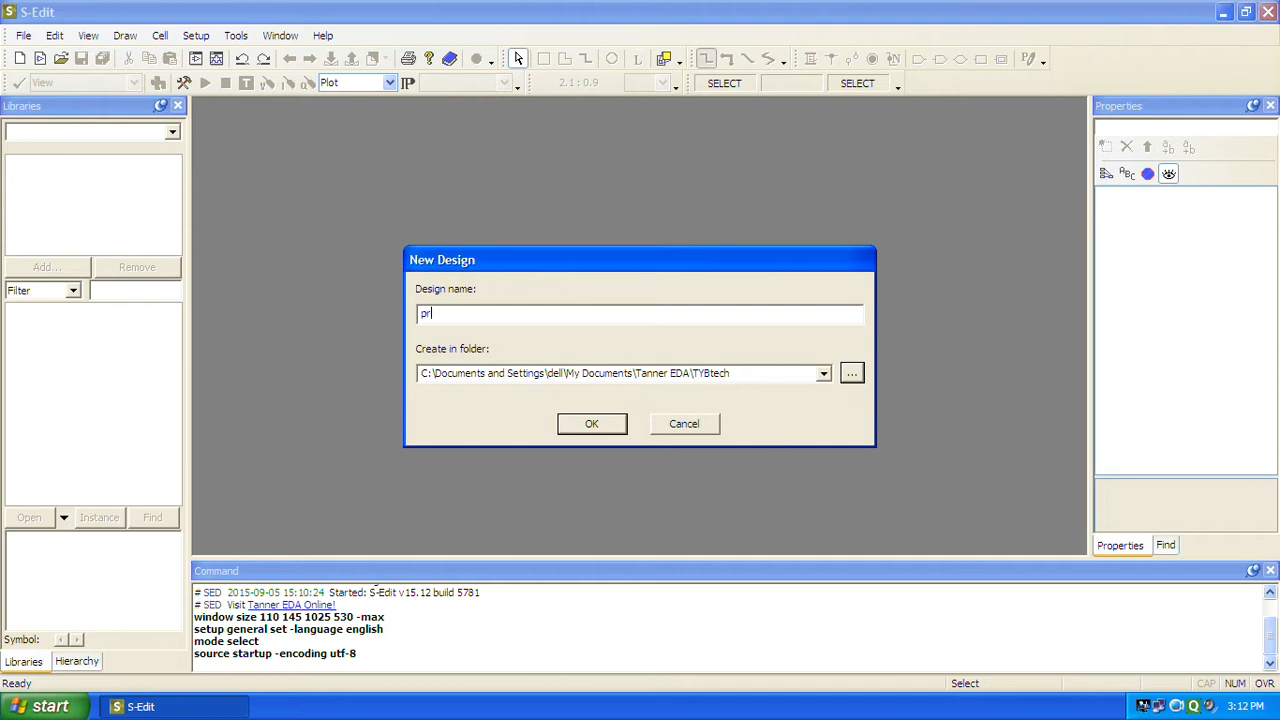 S-Edit
File Edit View Draw Cell Setup Tools Window Help
View
Plot
IP
2.1 : 0.9
SELECT
SELECT
Libraries
Properties
Add...
Remove
Filter
New Design
Design name:
pr
Create in folder:
C:\Documents and Settings\dell\My Documents\Tanner EDA\TYBtech
...
OK
Cancel
Open
Instance
Find
Properties
Find
Command
# SED 2015-09-05 15:10:24 Started: S-Edit v15.12 build 5781
# SED Visit Tanner EDA Online!
window size 110 145 1025 530 -max
setup general set -language english
mode select
source startup -encoding utf-8
Symbol:
Libraries
Hierarchy
Ready
Select
CAP NUM OVR
start
S-Edit
3:12 PM